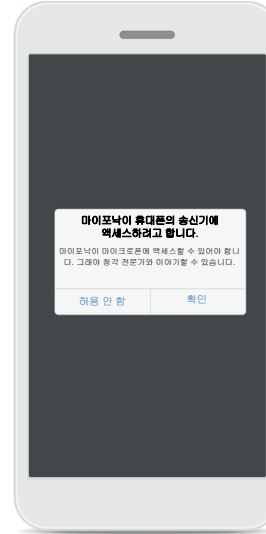 마이포낙이 휴대폰의 송신기에
액세스하려고 합니다.
마이포낙이 마이크로폰에 액세스할 수 있어야 합니
다. 그래야 청각 전문가와 이야기할 수 있습니다.
허용 안 함
확인